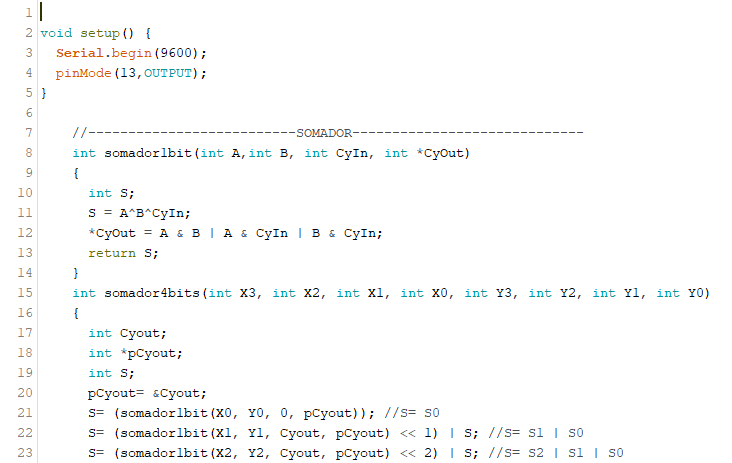 1
2 void setup() {
3   Serial.begin(9600);
4   pinMode(13,OUTPUT);
5 }
6
7     //--------------------------SOMADOR-----------------------------
8     int somador1bit(int A,int B, int CyIn, int *CyOut)
9     {
10       int S;
11       S = A^B^CyIn;
12       *CyOut = A & B | A & CyIn | B & CyIn;
13       return S;
14     }
15     int somador4bits(int X3, int X2, int X1, int X0, int Y3, int Y2, int Y1, int Y0)
16     {
17       int Cyout;
18       int *pCyout;
19       int S;
20       pCyout= &Cyout;
21       S= (somador1bit(X0, Y0, 0, pCyout)); //S= S0
22       S= (somador1bit(X1, Y1, Cyout, pCyout) << 1) | S; //S= S1 | S0
23       S= (somador1bit(X2, Y2, Cyout, pCyout) << 2) | S; //S= S2 | S1 | S0